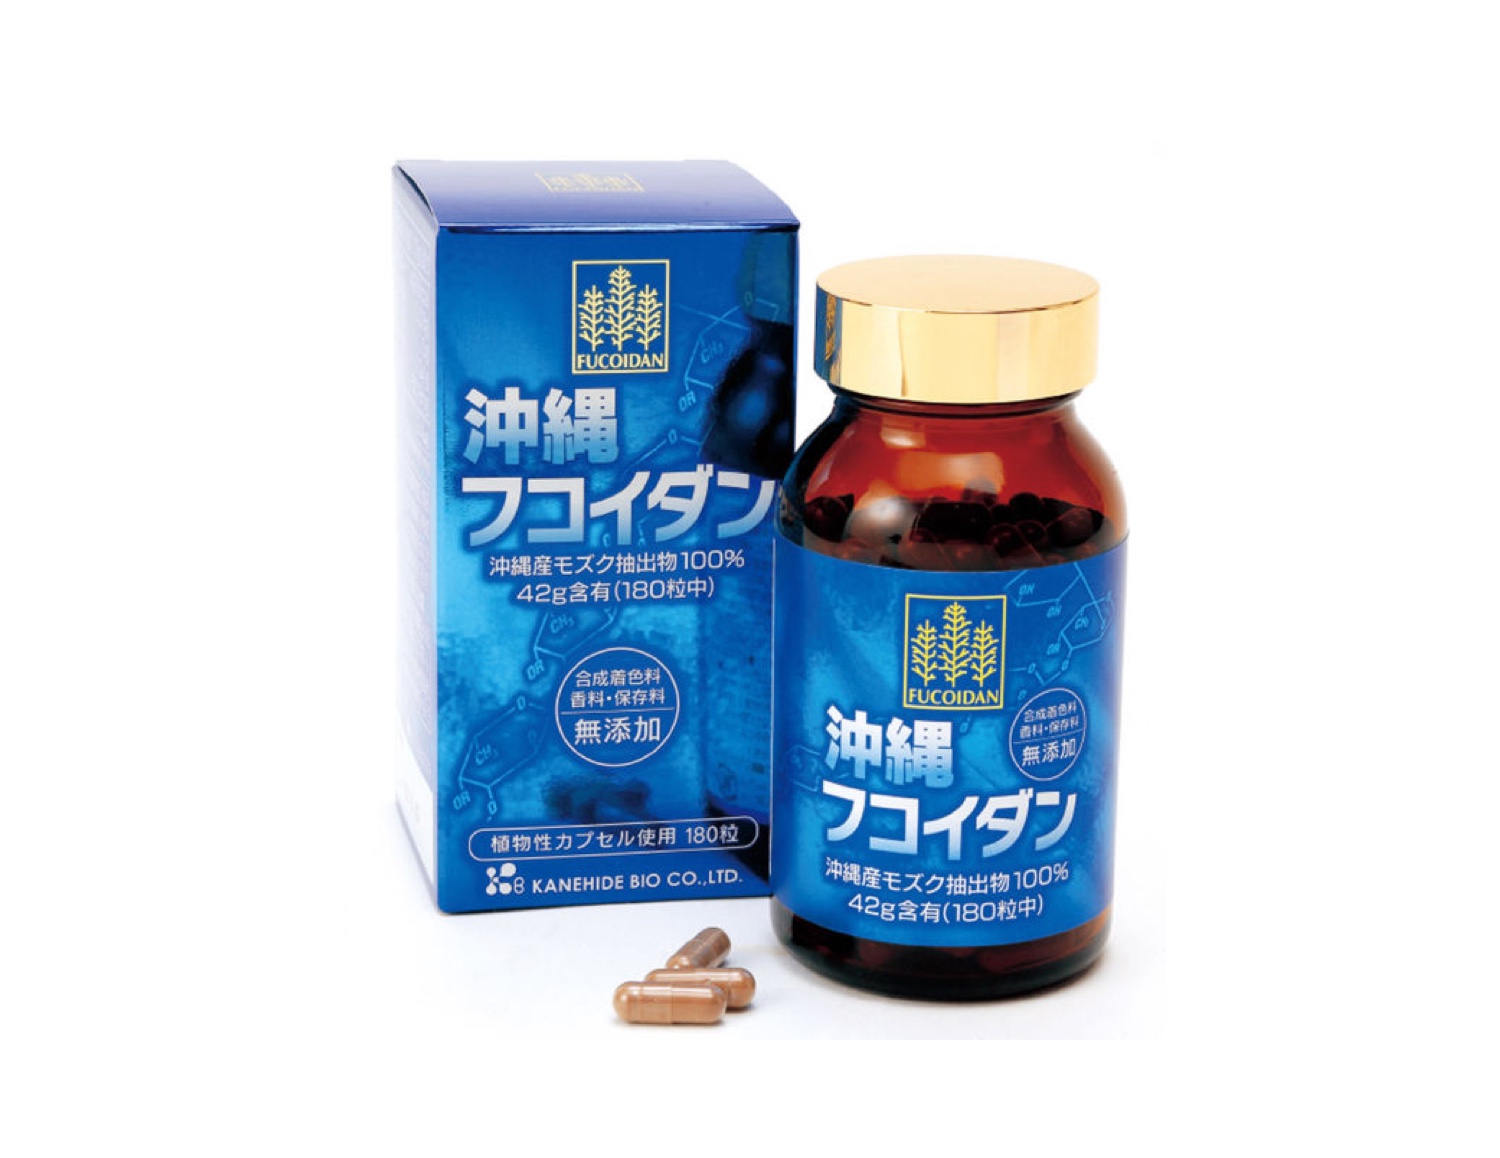 FUCOIDAN
沖縄
フコイダン
沖縄産モズク抽出物100%
42g含有(180粒中)
合成着色料
香料・保存料
無添加
植物性カプセル使用 180粒
KANEHIDE BIO CO.,LTD.
FUCOIDAN
合成着色料
香料・保存料
無添加
沖縄
フコイダン
沖縄産モズク抽出物100%
42g含有(180粒中)